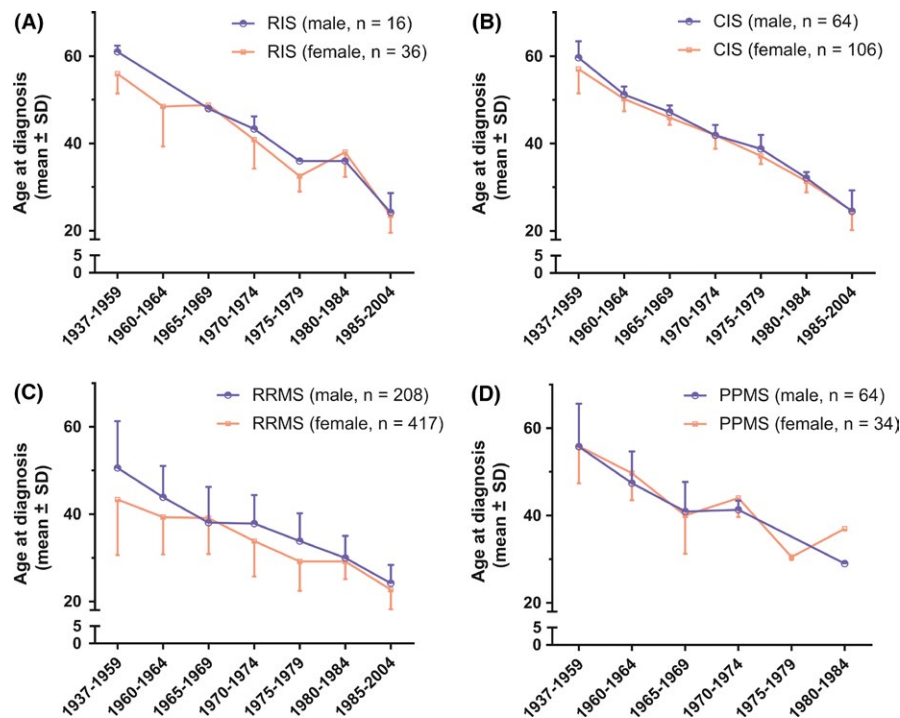 (A)
RIS (male, n = 16)
RIS (female, n = 36)
Age at diagnosis
(mean ± SD)
60
40
20
5
0
1937-1959
1960-1964
1965-1969
1970-1974
1975-1979
1980-1984
1985-2004
(B)
CIS (male, n = 64)
CIS (female, n = 106)
Age at diagnosis
(mean ± SD)
60
40
20
5
0
1937-1959
1960-1964
1965-1969
1970-1974
1975-1979
1980-1984
1985-2004
(C)
RRMS (male, n = 208)
RRMS (female, n = 417)
Age at diagnosis
(mean ± SD)
60
40
20
5
0
1937-1959
1960-1964
1965-1969
1970-1974
1975-1979
1980-1984
1985-2004
(D)
PPMS (male, n = 64)
PPMS (female, n = 34)
Age at diagnosis
(mean ± SD)
60
40
20
5
0
1937-1959
1960-1964
1965-1969
1970-1974
1975-1979
1980-1984